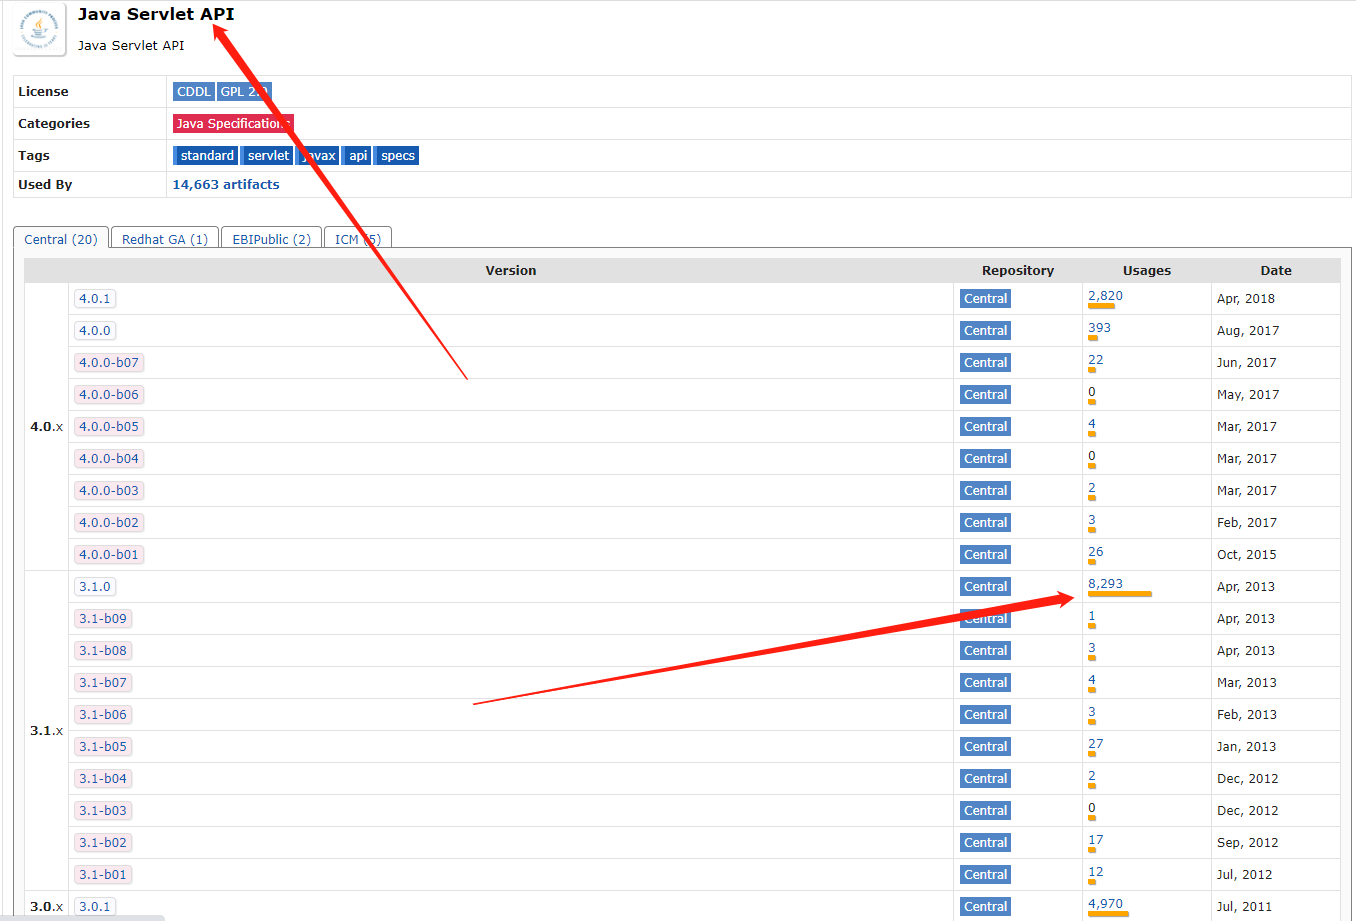 Java Servlet API
Java Servlet API
License CDDL GPL 2.0
Categories Java Specifications
Tags standard servlet javax api specs
Used By 14,663 artifacts
Central (20) Redhat GA (1) EBIPublic (2) ICM (5)
Version Repository Usages Date
4.0.1 Central 2,820 Apr, 2018
4.0.0 Central 393 Aug, 2017
4.0.0-b07 Central 22 Jun, 2017
4.0.0-b06 Central 0 May, 2017
4.0.x 4.0.0-b05 Central 4 Mar, 2017
4.0.0-b04 Central 0 Mar, 2017
4.0.0-b03 Central 2 Mar, 2017
4.0.0-b02 Central 3 Feb, 2017
4.0.0-b01 Central 26 Oct, 2015
3.1.0 Central 8,293 Apr, 2013
3.1-b09 Central 1 Apr, 2013
3.1-b08 Central 3 Apr, 2013
3.1-b07 Central 4 Mar, 2013
3.1-b06 Central 3 Feb, 2013
3.1.x
3.1-b05 Central 27 Jan, 2013
3.1-b04 Central 2 Dec, 2012
3.1-b03 Central 0 Dec, 2012
3.1-b02 Central 17 Sep, 2012
3.1-b01 Central 12 Jul, 2012
3.0.x 3.0.1 Central 4,970 Jul, 2011